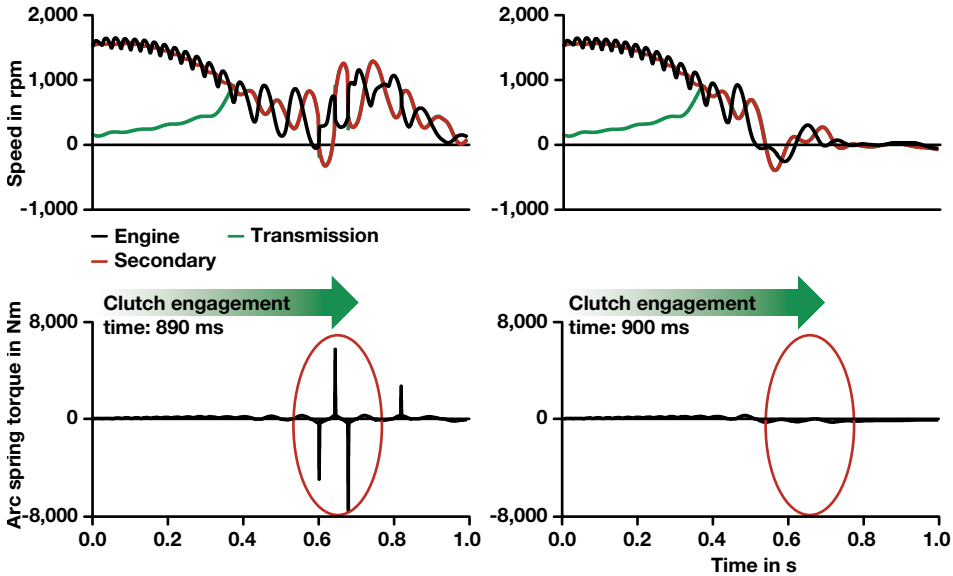 Speed in rpm
2,000
1,000
0
-1,000
2,000
1,000
0
-1,000
Engine
Transmission
Secondary
Arc spring torque in Nm
Clutch engagement
time: 890 ms
8,000
0
-8,000
0.0 0.2 0.4 0.6 0.8 1.0
Clutch engagement
time: 900 ms
8,000
0
-8,000
0.0 0.2 0.4 0.6 0.8 1.0
Time in s